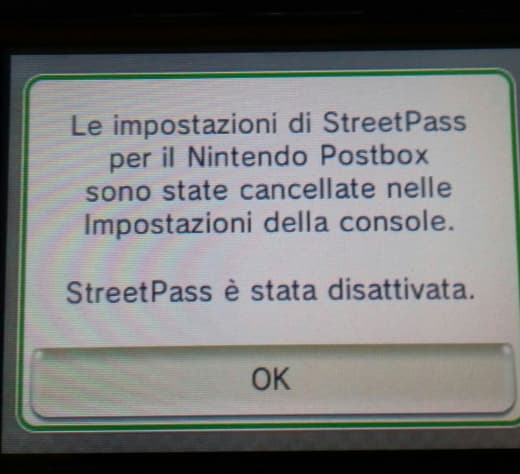 Le impostazioni di StreetPass
per il Nintendo Postbox
sono state cancellate nelle
Impostazioni della console.
StreetPass è stata disattivata.
OK